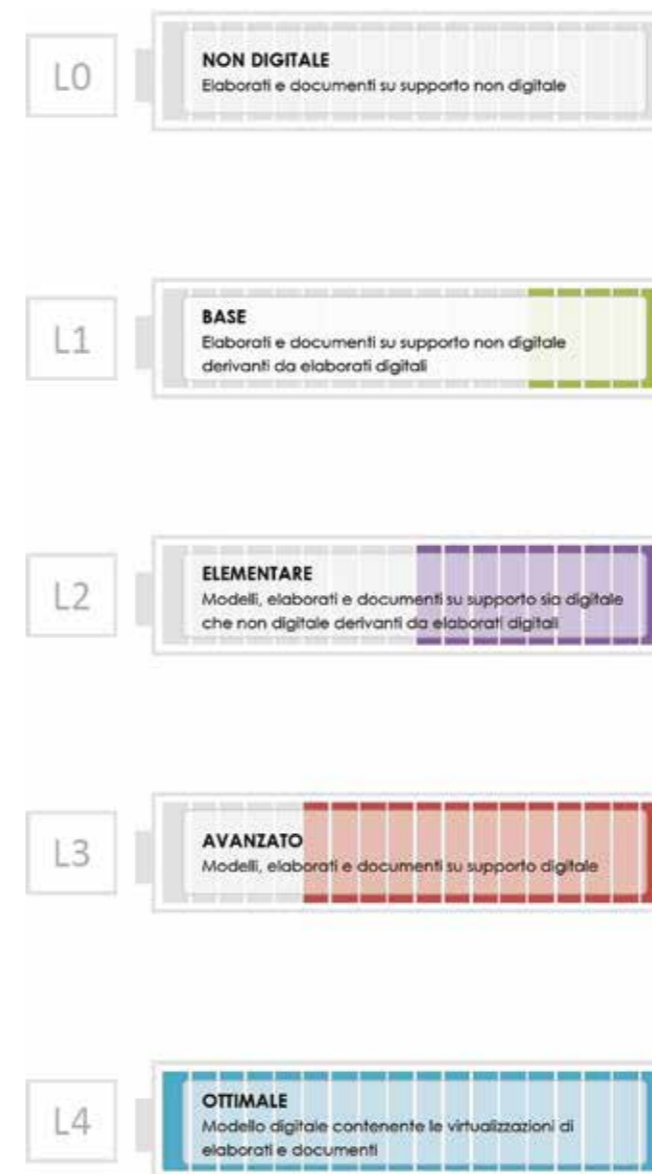 L0
NON DIGITALE
Elaborati e documenti su supporto non digitale
L1
BASE
Elaborati e documenti su supporto non digitale
derivanti da elaborati digitali
L2
ELEMENTARE
Modelli, elaborati e documenti su supporto sia digitale
che non digitale derivanti da elaborati digitali
L3
AVANZATO
Modelli, elaborati e documenti su supporto digitale
L4
OTTIMALE
Modello digitale contenente le virtualizzazioni di
elaborati e documenti